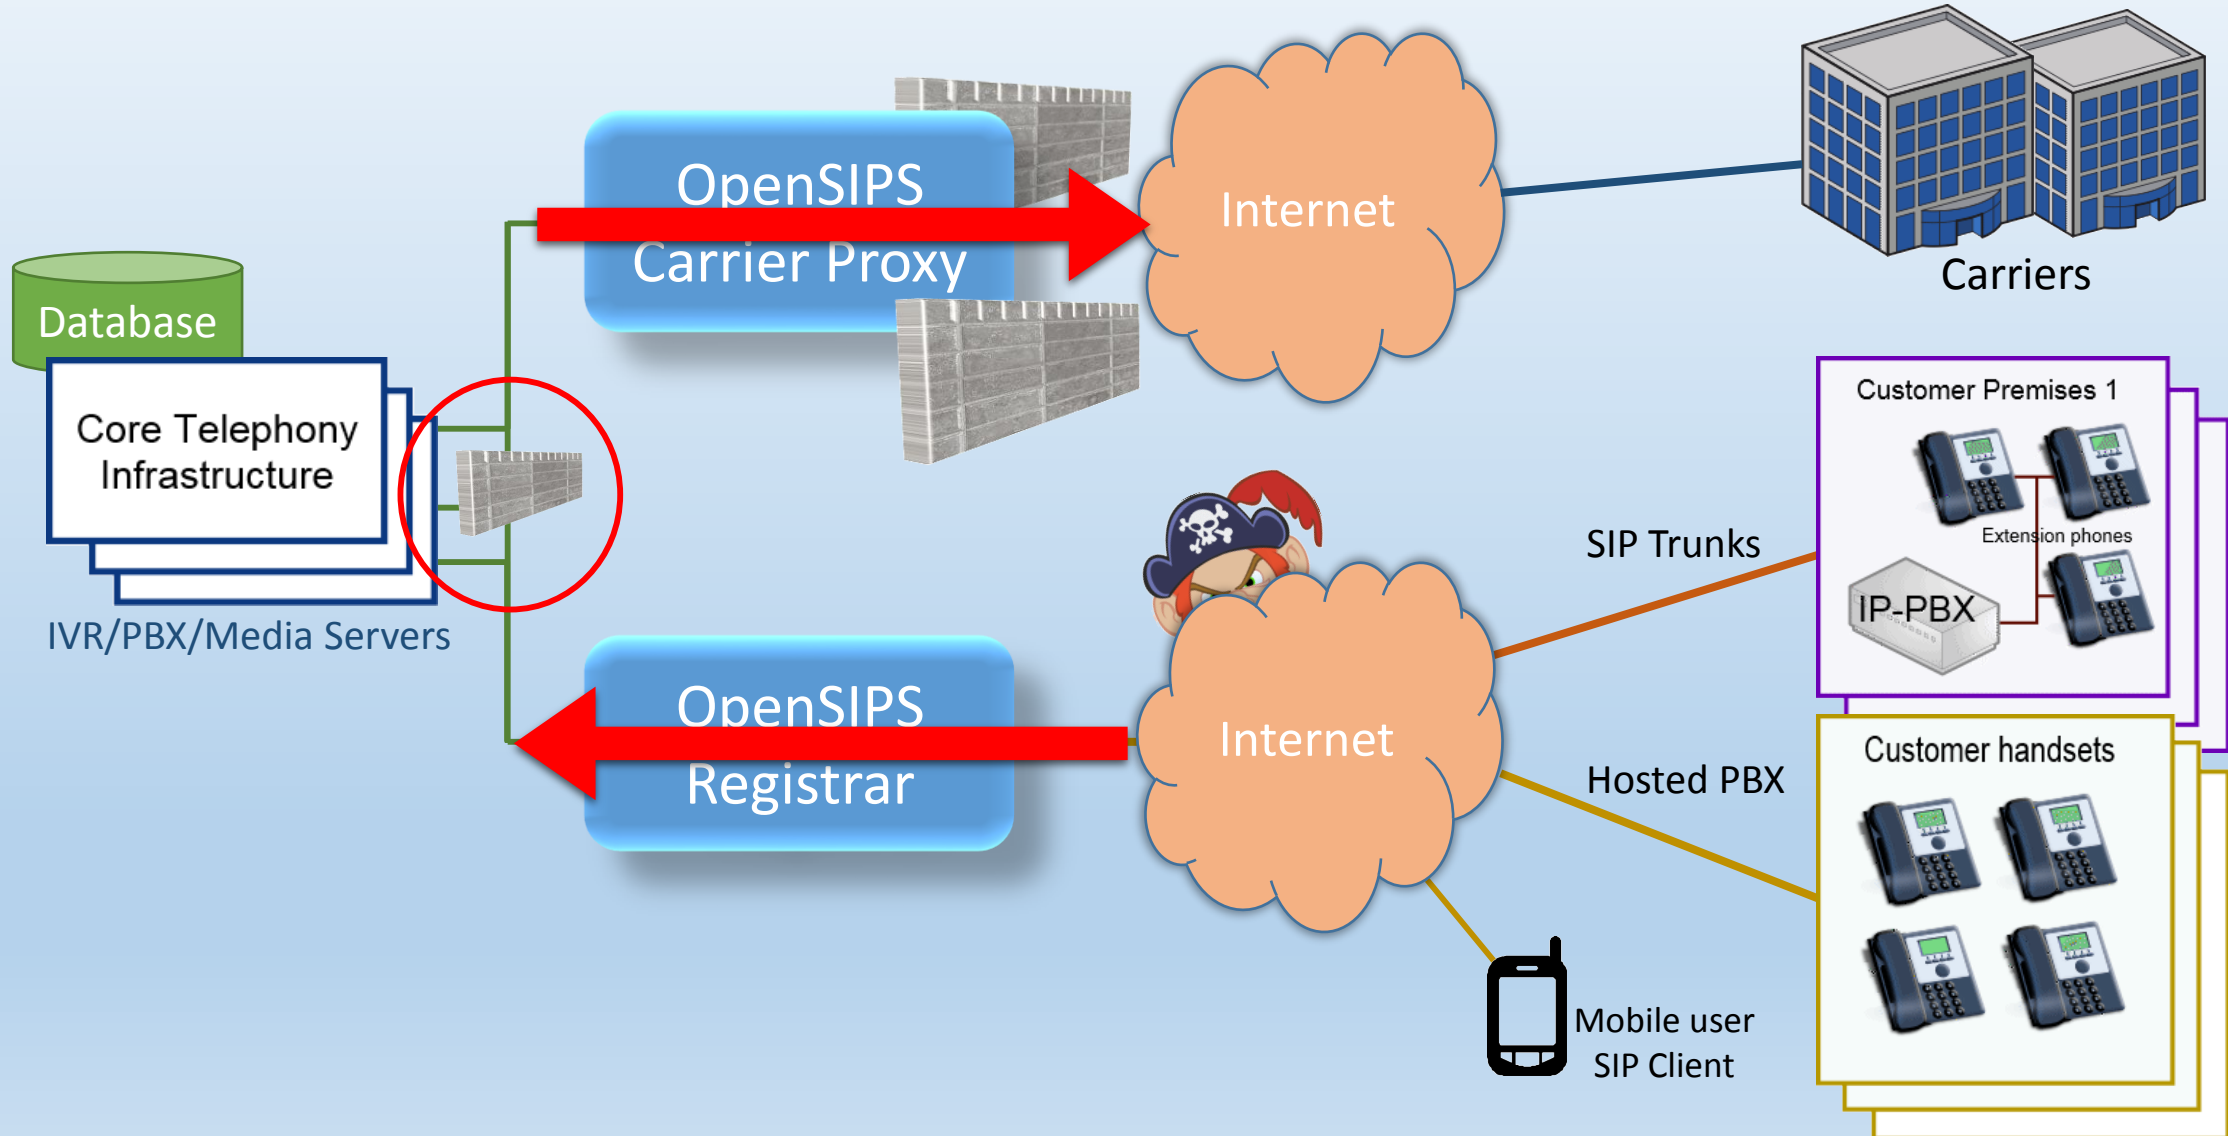 OpenSIPS
Carrier Proxy
Internet
Carriers
Database
Core Telephony
Infrastructure
IVR/PBX/Media Servers
Customer Premises 1
Extension phones
IP-PBX
SIP Trunks
OpenSIPS
Registrar
Internet
Hosted PBX
Customer handsets
Mobile user
SIP Client